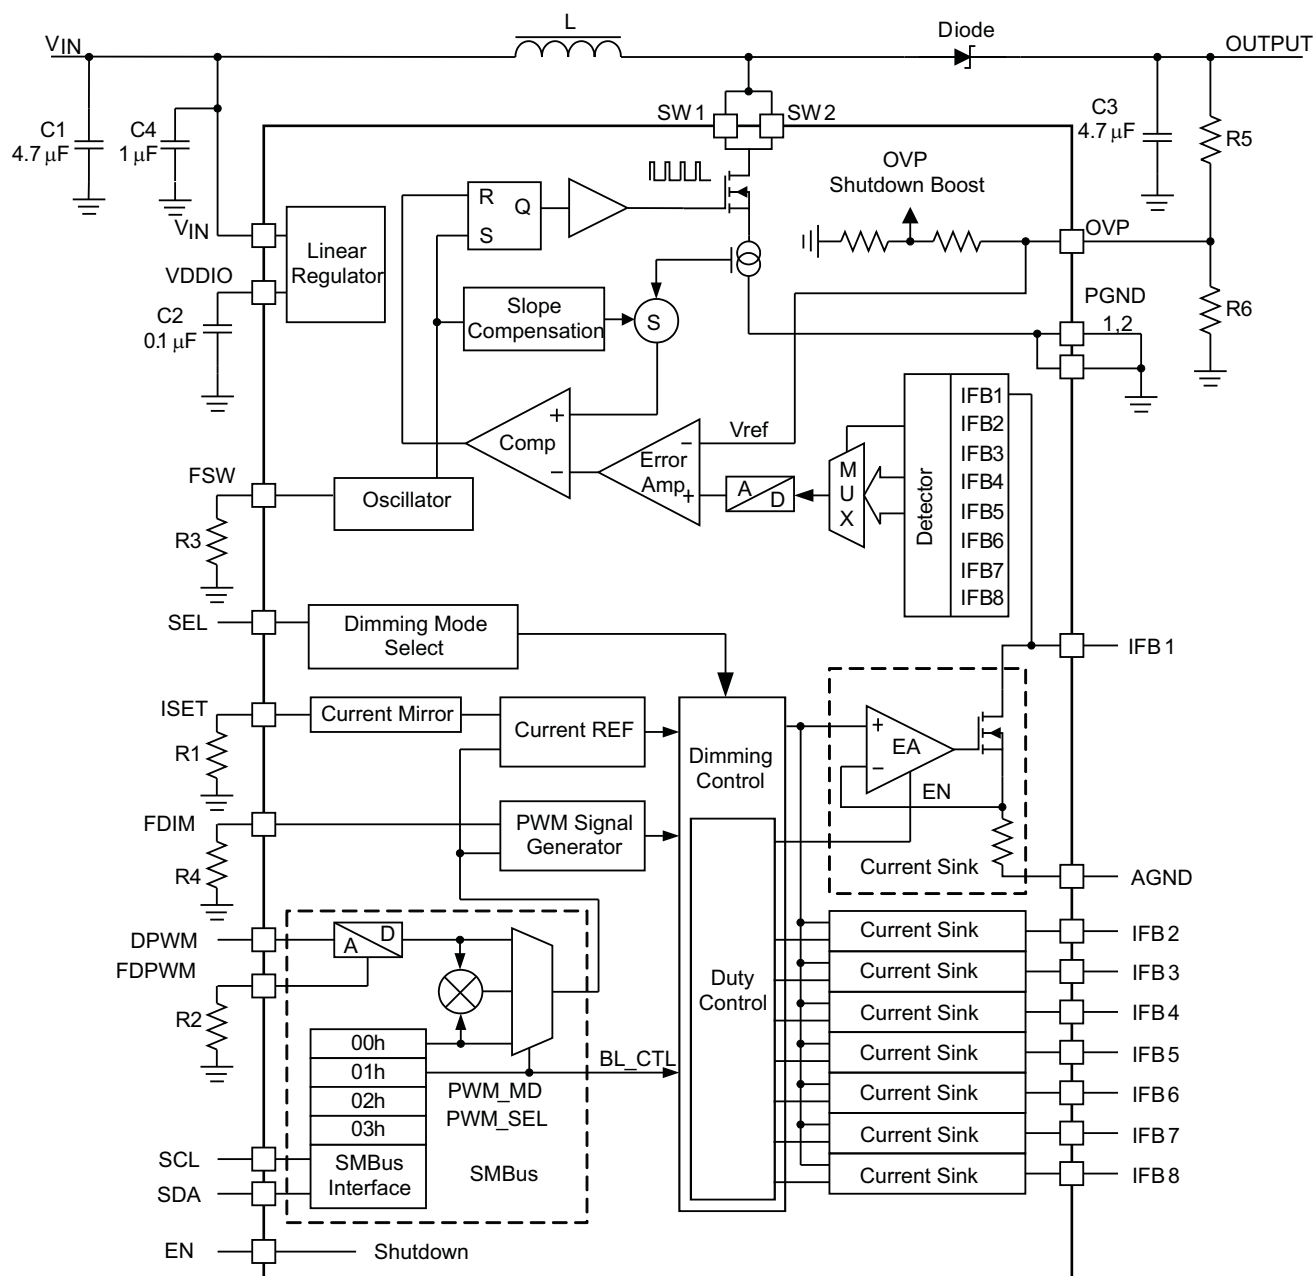 L
VIN
Diode
OUTPUT
SW1
SW2
C1
4.7 µF
C4
1 µF
C3
4.7 µF
R5
OVP
Shutdown Boost
R
Q
S
VIN
Linear
Regulator
OVP
VDDIO
C2
0.1 µF
Slope
Compensation
S
PGND
1,2
R6
+
Comp
−
Vref
−
Error
Amp
+
A
D
M
U
X
Detector
IFB1
IFB2
IFB3
IFB4
IFB5
IFB6
IFB7
IFB8
FSW
Oscillator
R3
SEL
Dimming Mode
Select
IFB1
ISET
Current Mirror
Current REF
R1
Dimming
Control
+
EA
−
EN
FDIM
PWM Signal
Generator
R4
Current Sink
AGND
DPWM
A
D
FDPWM
R2
Duty
Control
Current Sink
IFB2
Current Sink
IFB3
Current Sink
IFB4
Current Sink
IFB5
Current Sink
IFB6
Current Sink
IFB7
Current Sink
IFB8
00h
01h
02h
03h
BL_CTL
PWM_MD
PWM_SEL
SCL
SMBus
Interface
SMBus
SDA
EN
Shutdown